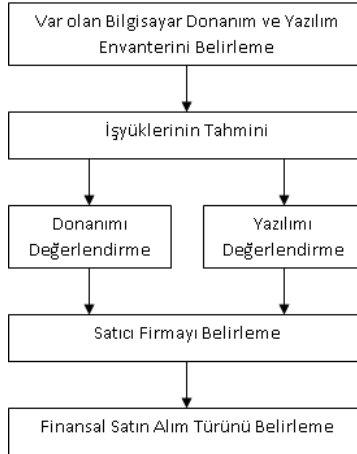 Var olan Bilgisayar Donanım ve Yazılım
Envanterini Belirleme
İşyüklerinin Tahmini
Donanımı
Değerlendirme
Yazılımı
Değerlendirme
Satıcı Firmayı Belirleme
Finansal Satın Alım Türünü Belirleme